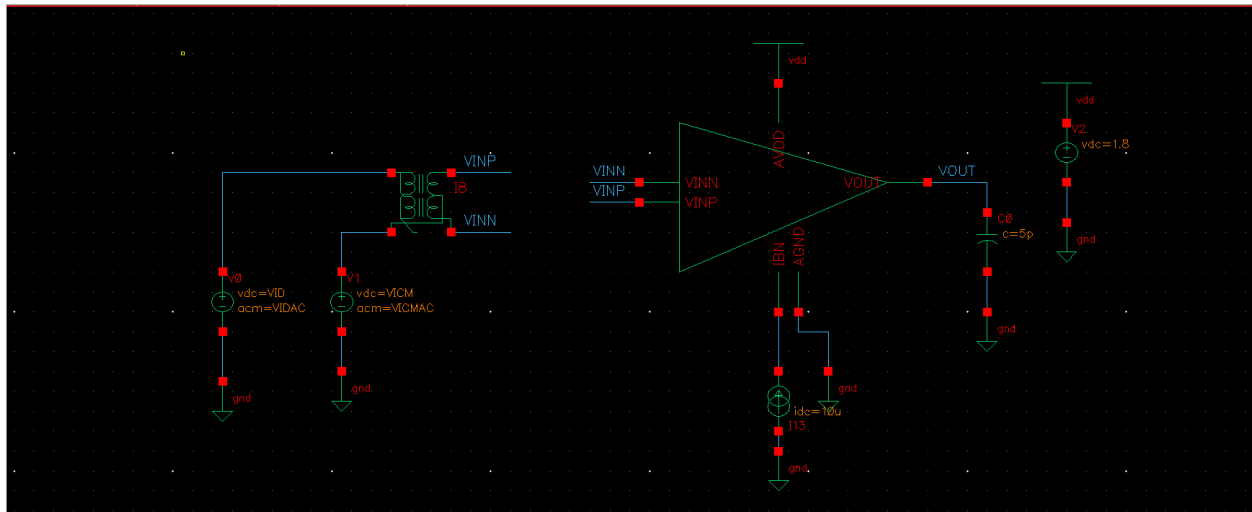 vdd
vdd
V2
vdc=1.8
AVDD
VINP
I8
VINN
VINN
VINP
VINN
VINP
VOUT
VOUT
C0
c=5p
gnd
IBN
AGND
gnd
V0
vdc=VID
acm=VIDAC
V1
vdc=VICM
acm=VICMAC
gnd
gnd
gnd
gnd
idc=10u
I13
gnd